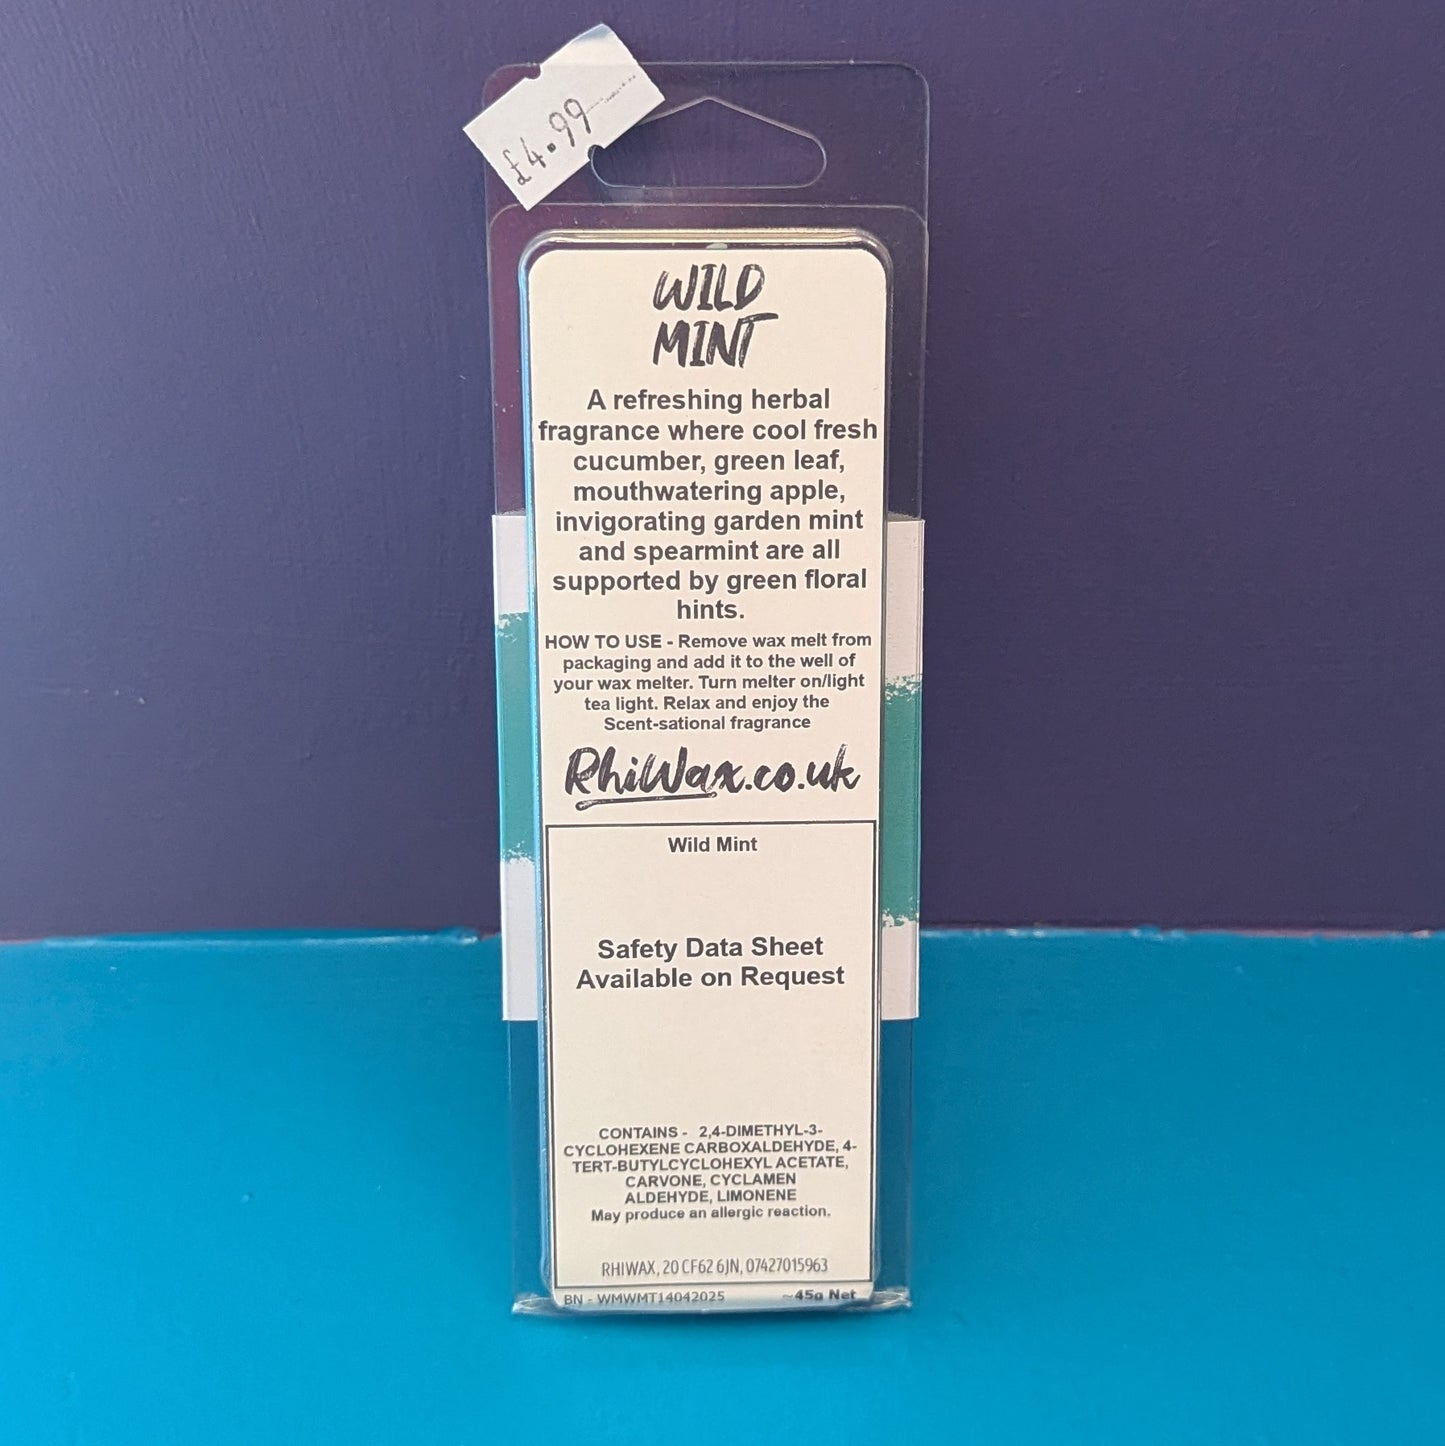 £4.99
WILD
MINT
A refreshing herbal
fragrance where cool fresh
cucumber, green leaf,
mouthwatering apple,
invigorating garden mint
and spearmint are all
supported by green floral
hints.
HOW TO USE - Remove wax melt from
packaging and add it to the well of
your wax melter. Turn melter on/light
tea light. Relax and enjoy the
Scent-sational fragrance
RhiWax.co.uk
Wild Mint
Safety Data Sheet
Available on Request
CONTAINS - 2,4-DIMETHYL-3-
CYCLOHEXENE CARBOXALDEHYDE, 4-
TERT-BUTYLCYCLOHEXYL ACETATE,
CARVONE, CYCLAMEN
ALDEHYDE, LIMONENE
May produce an allergic reaction.
RHIWAX, 20 CF62 6JN, 07427015963
BN - WMWMT14042025 ~45g Net